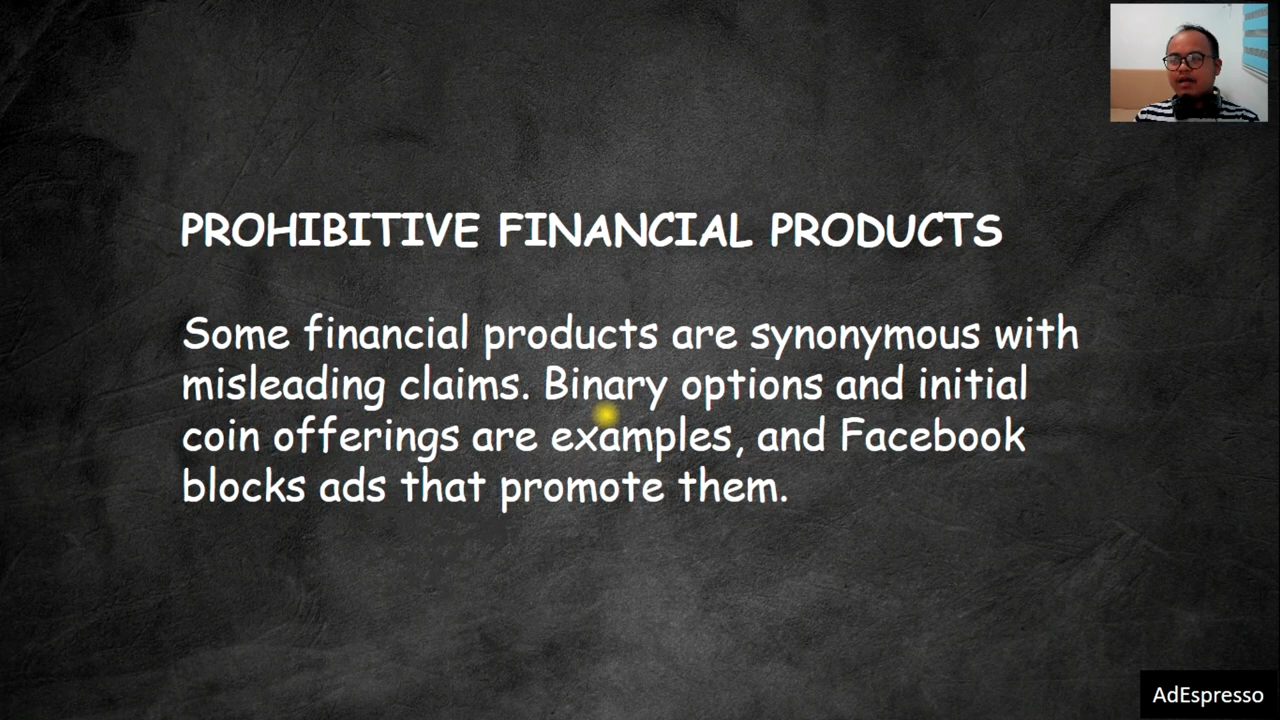 PROHIBITIVE FINANCIAL PRODUCTS
Some financial products are synonymous with
misleading claims. Binary options and initial
coin offerings are examples, and Facebook
blocks ads that promote them.
AdEspresso